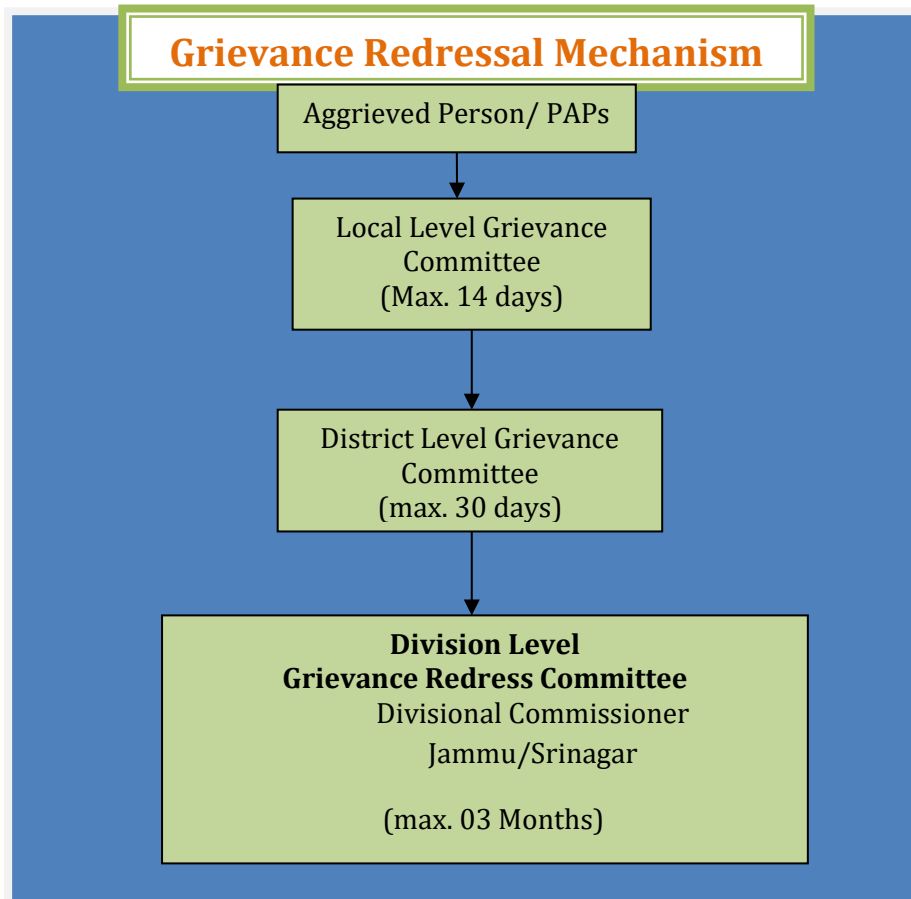 Grievance Redressal Mechanism
Aggrieved Person/ PAPs
Local Level Grievance
Committee
(Max. 14 days)
District Level Grievance
Committee
(max. 30 days)
Division Level
Grievance Redress Committee
Divisional Commissioner
Jammu/Srinagar
(max. 03 Months)